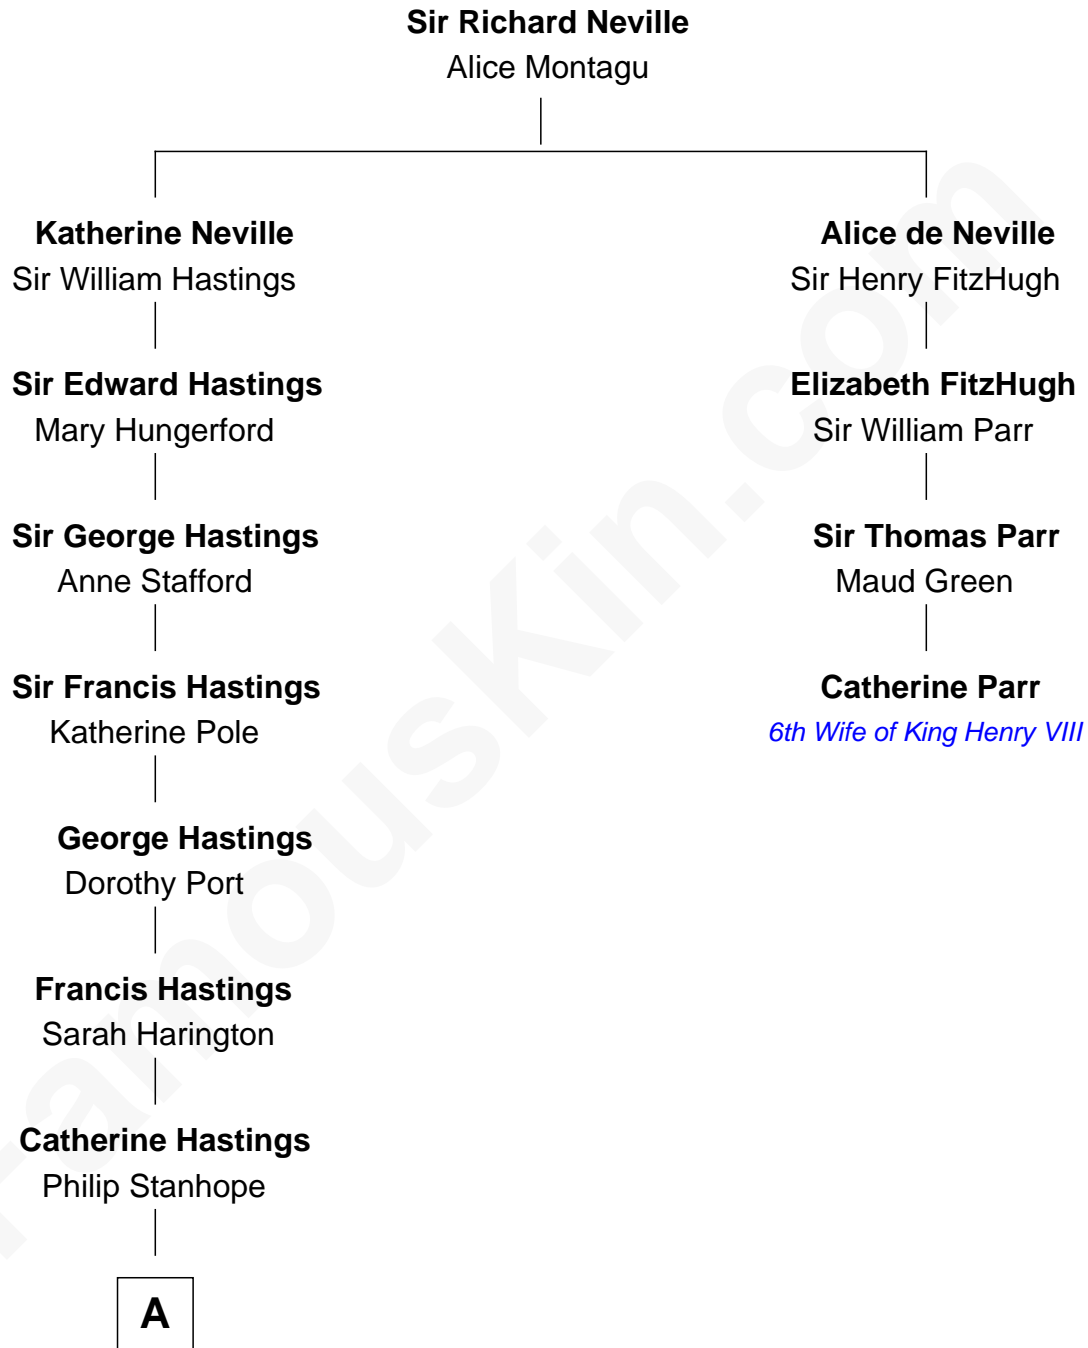 Sir Richard Neville
Alice Montagu
Katherine Neville
Sir William Hastings
Alice de Neville
Sir Henry FitzHugh
Sir Edward Hastings
Mary Hungerford
Elizabeth FitzHugh
Sir William Parr
Sir George Hastings
Anne Stafford
Sir Thomas Parr
Maud Green
Sir Francis Hastings
Katherine Pole
Catherine Parr
6th Wife of King Henry VIII
George Hastings
Dorothy Port
Francis Hastings
Sarah Harington
Catherine Hastings
Philip Stanhope
A
FamousKin.com